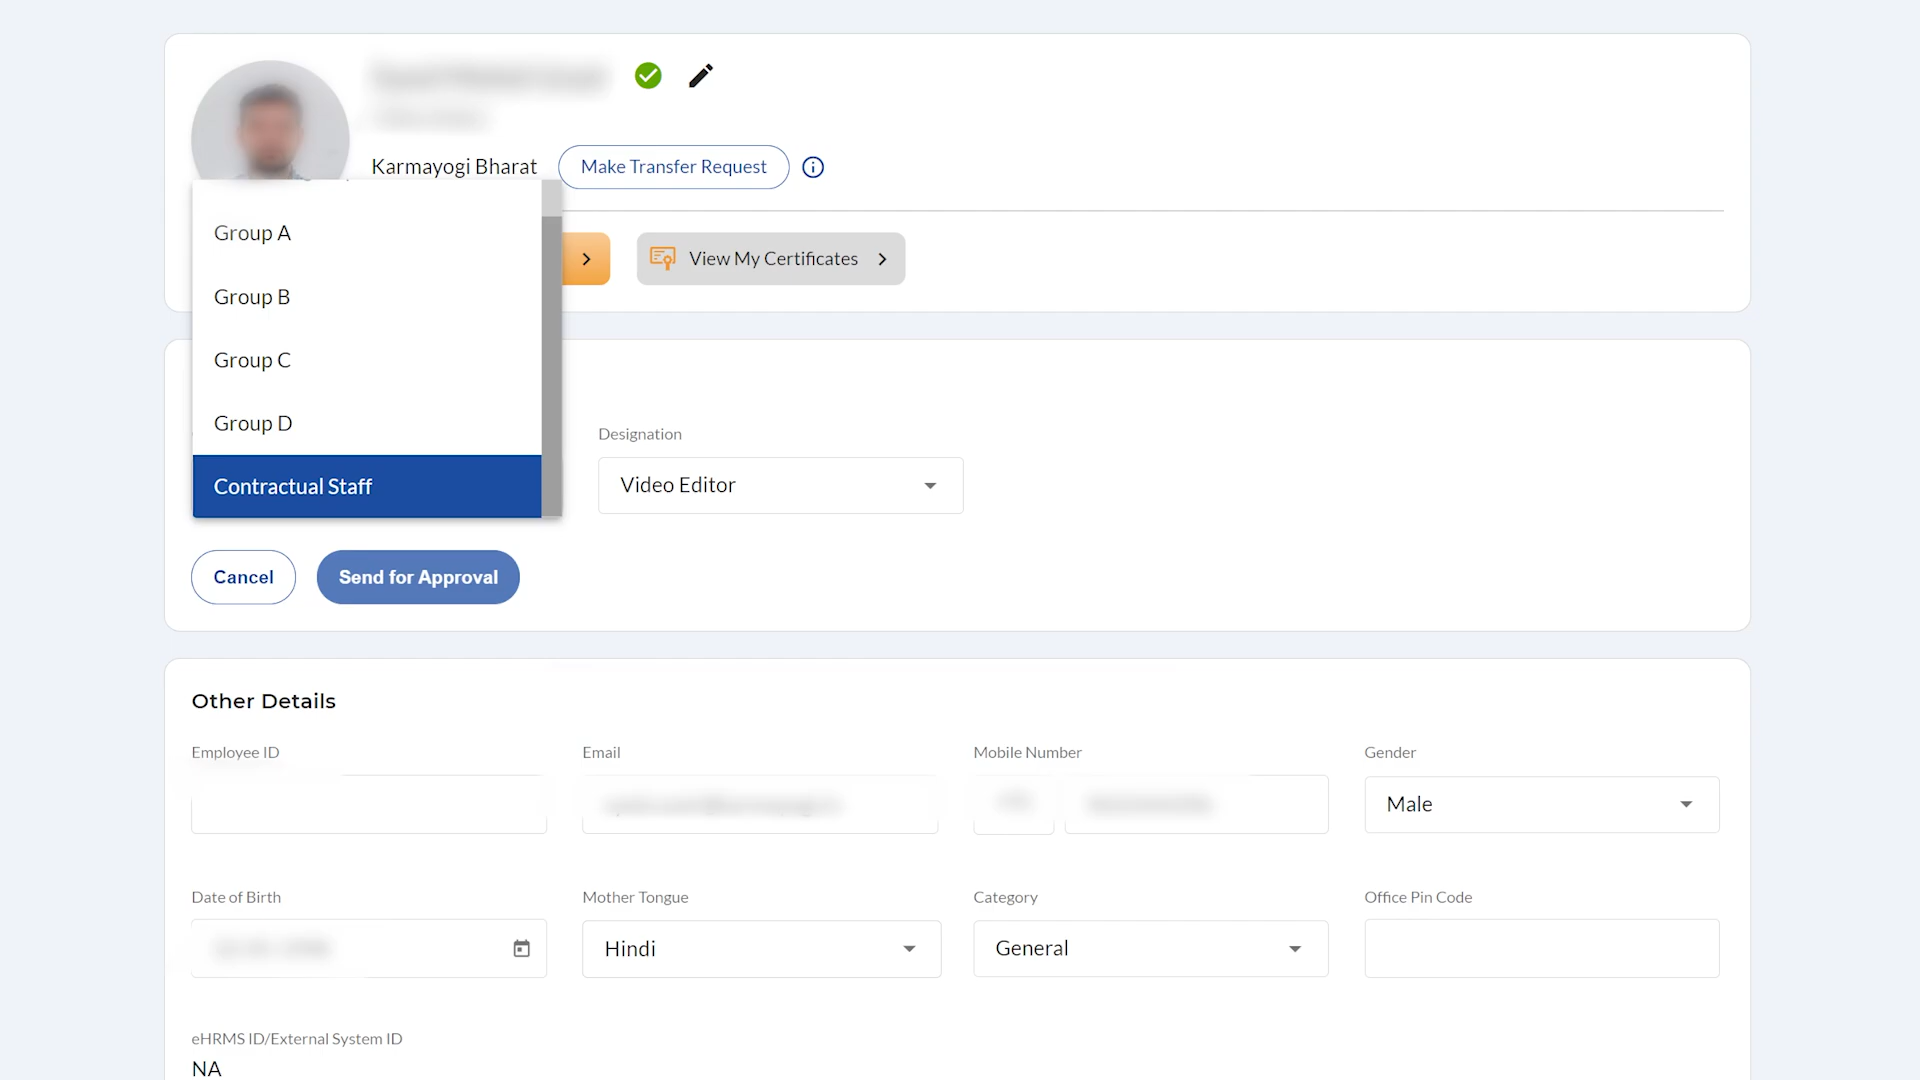 Karmayogi Bharat
Make Transfer Request
Group A
Group B
Group C
Group D
Contractual Staff
View My Certificates
Designation
Video Editor
Cancel
Send for Approval
Other Details
Employee ID
Email
Mobile Number
Gender
Male
Date of Birth
Mother Tongue
Category
Office Pin Code
Hindi
General
eHRMS ID/External System ID
NA